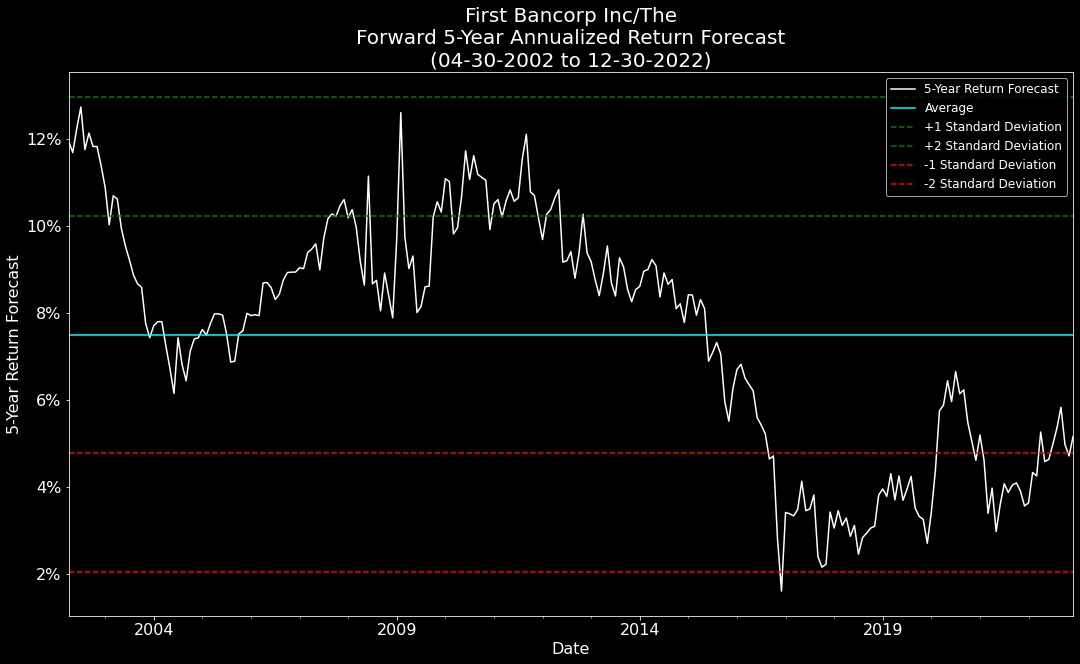 First Bancorp Inc/The
Forward 5-Year Annualized Return Forecast
(04-30-2002 to 12-30-2022)
5-Year Return Forecast
Average
+1 Standard Deviation
+2 Standard Deviation
-1 Standard Deviation
-2 Standard Deviation
12%
10%
8%
6%
4%
2%
5-Year Return Forecast
2004
2009
2014
2019
Date